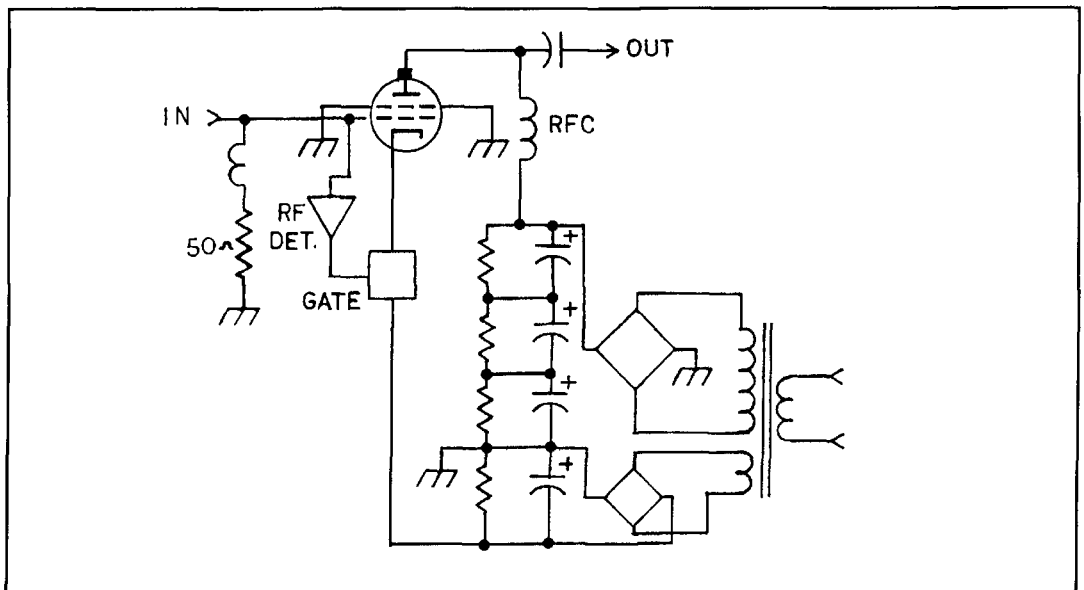 OUT
IN
RFC
RF
DET.
50
GATE
+
+
+
+